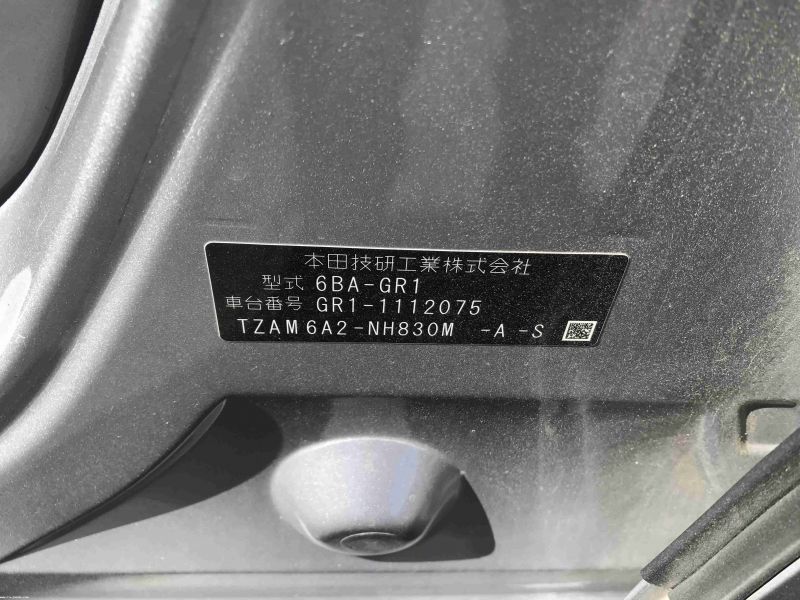 本田技研工業株式会社
型式 6BA-GR1
車台番号 GR1-1112075
TZAM6A2-NH830M -A-S